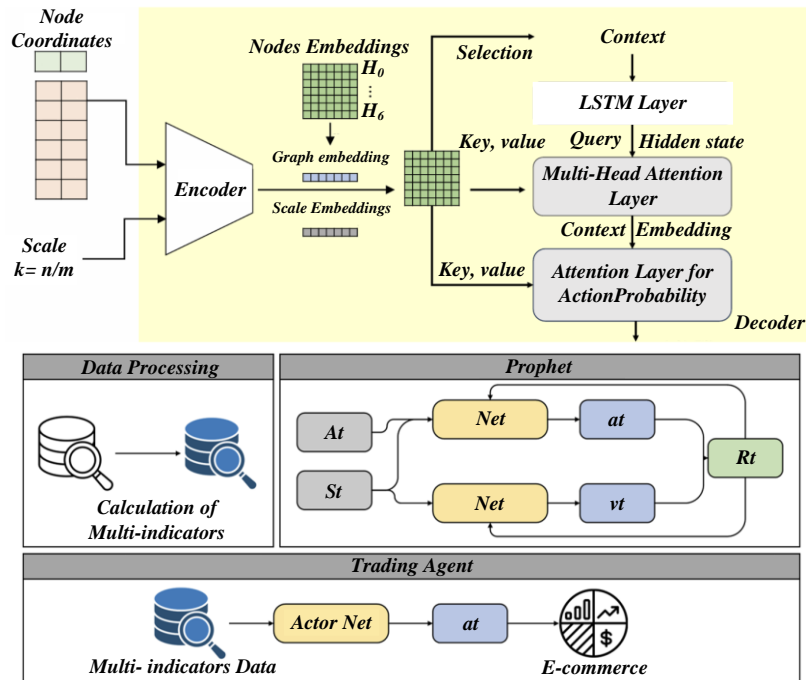 Node
Coordinates
Scale
k= n/m
Encoder
Nodes Embeddings
H0
⋮
H6
Graph embedding
Scale Embeddings
Selection
Context
LSTM Layer
Key, value
Query
Hidden state
Multi-Head Attention
Layer
Context
Embedding
Key, value
Attention Layer for
ActionProbability
Decoder
Data Processing
Calculation of
Multi-indicators
Prophet
At
St
Net
at
Net
vt
Rt
Trading Agent
Multi- indicators Data
Actor Net
at
$
E-commerce